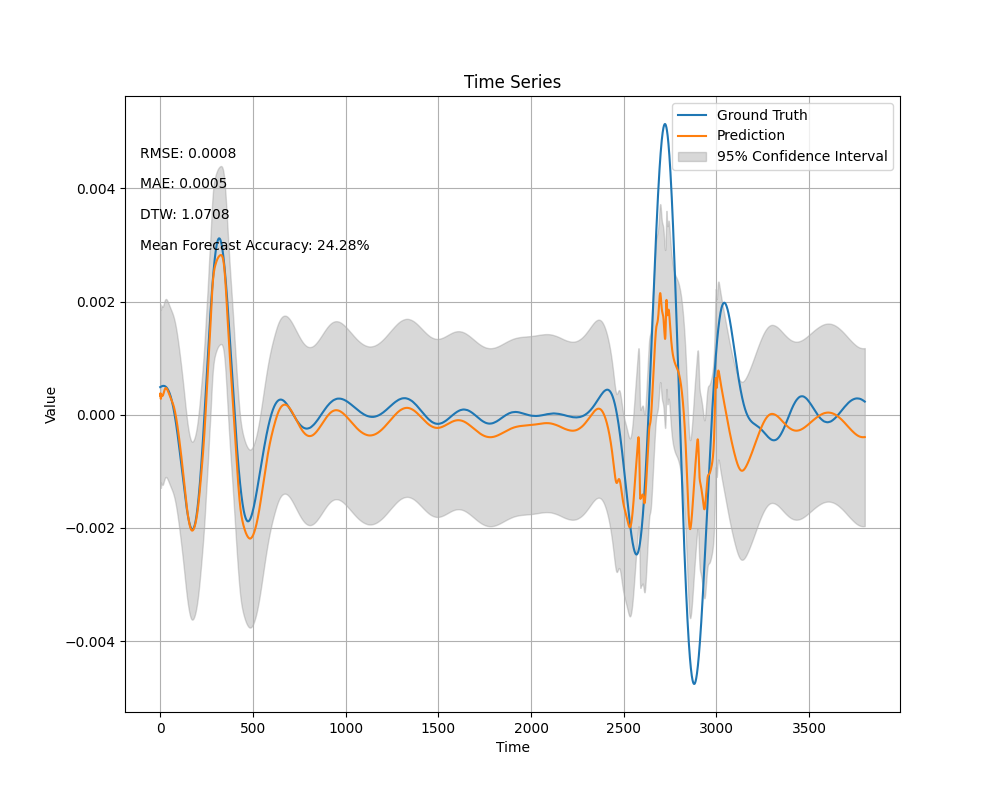 Time Series
Ground Truth
Prediction
95% Confidence Interval
RMSE: 0.0008
MAE: 0.0005
DTW: 1.0708
Mean Forecast Accuracy: 24.28%
Value
0.004
0.002
0.000
−0.002
−0.004
0 500 1000 1500 2000 2500 3000 3500
Time